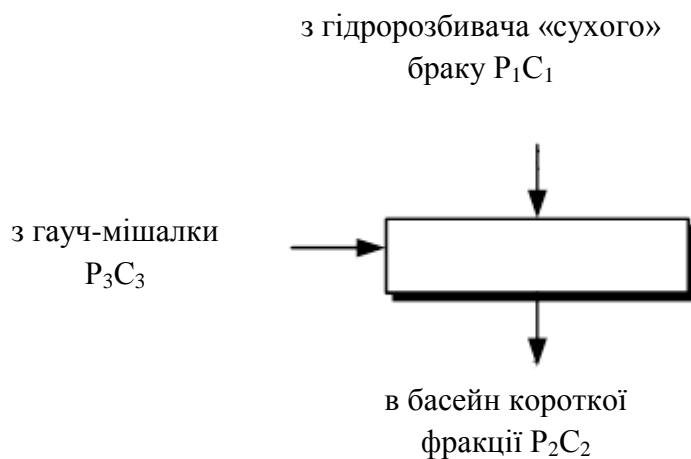 з гідророзбивача «сухого»
браку P₁C₁
з гауч-мішалки
P₃C₃
в басейн короткої
фракції P₂C₂